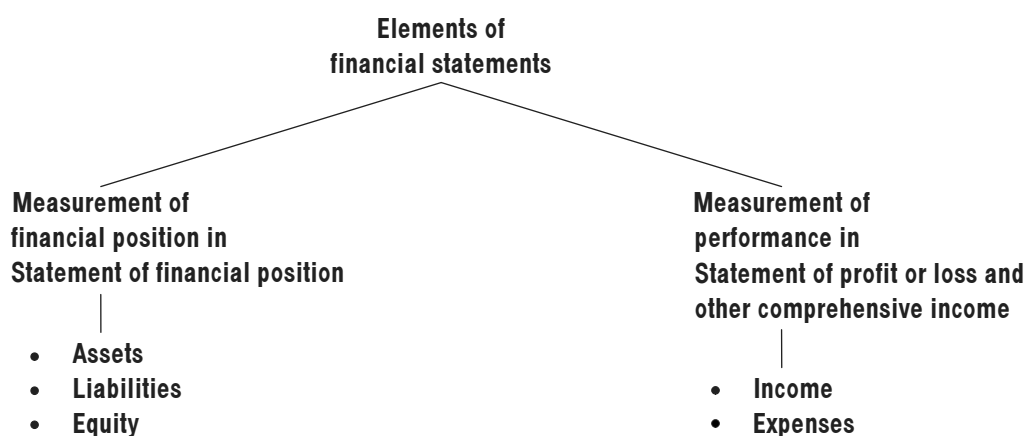 Elements of
financial statements
Measurement of
financial position in
Statement of financial position
• Assets
• Liabilities
• Equity
Measurement of
performance in
Statement of profit or loss and
other comprehensive income
• Income
• Expenses